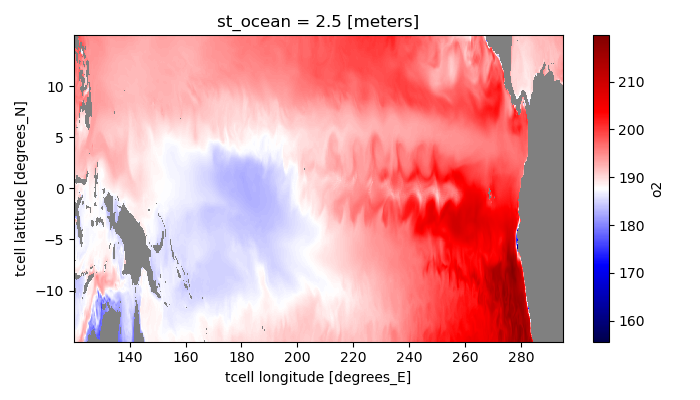 st_ocean = 2.5 [meters]
tcell latitude [degrees_N]
10
5
0
−5
−10
140 160 180 200 220 240 260 280
tcell longitude [degrees_E]
210
200
190
180
170
160
o2